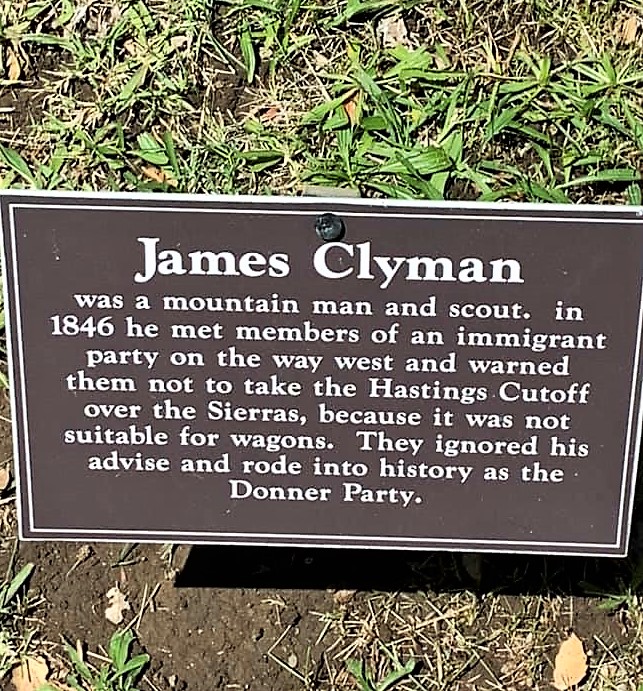 James Clyman
was a mountain man and scout. in
1846 he met members of an immigrant
party on the way west and warned
them not to take the Hastings Cutoff
over the Sierras, because it was not
suitable for wagons. They ignored his
advise and rode into history as the
Donner Party.